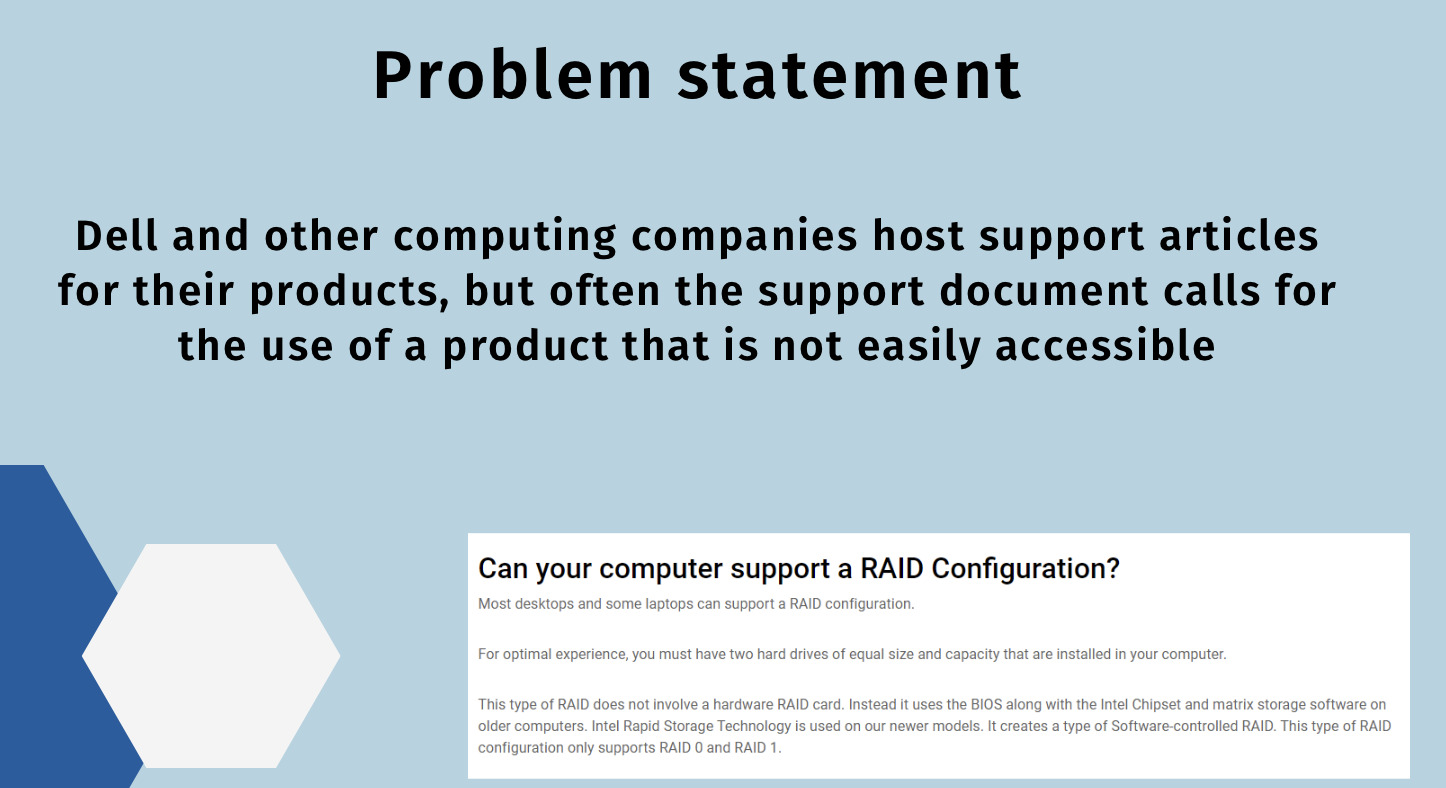 Problem statement
Dell and other computing companies host support articles
for their products, but often the support document calls for
the use of a product that is not easily accessible
Can your computer support a RAID Configuration?
Most desktops and some laptops can support a RAID configuration.
For optimal experience, you must have two hard drives of equal size and capacity that are installed in your computer.
This type of RAID does not involve a hardware RAID card. Instead it uses the BIOS along with the Intel Chipset and matrix storage software on
older computers. Intel Rapid Storage Technology is used on our newer models. It creates a type of Software-controlled RAID. This type of RAID
configuration only supports RAID 0 and RAID 1.